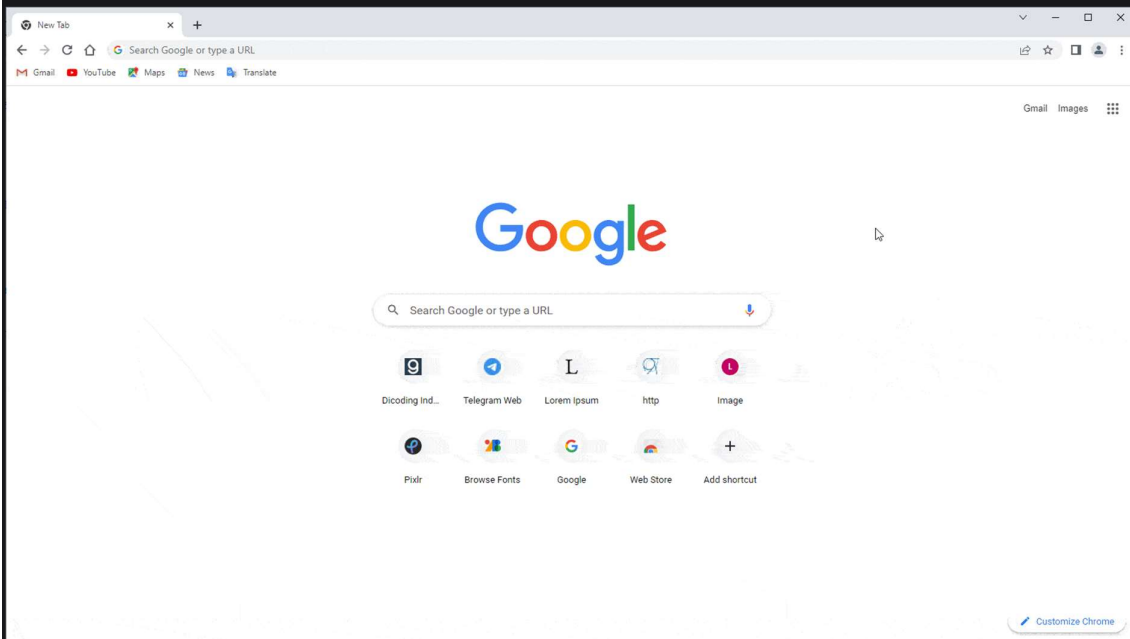 New Tab
Search Google or type a URL
Gmail YouTube Maps News Translate
Gmail Images
Google
Search Google or type a URL
Dicoding Ind... Telegram Web Lorem Ipsum http Image
Pixlr Browse Fonts Google Web Store Add shortcut
Customize Chrome